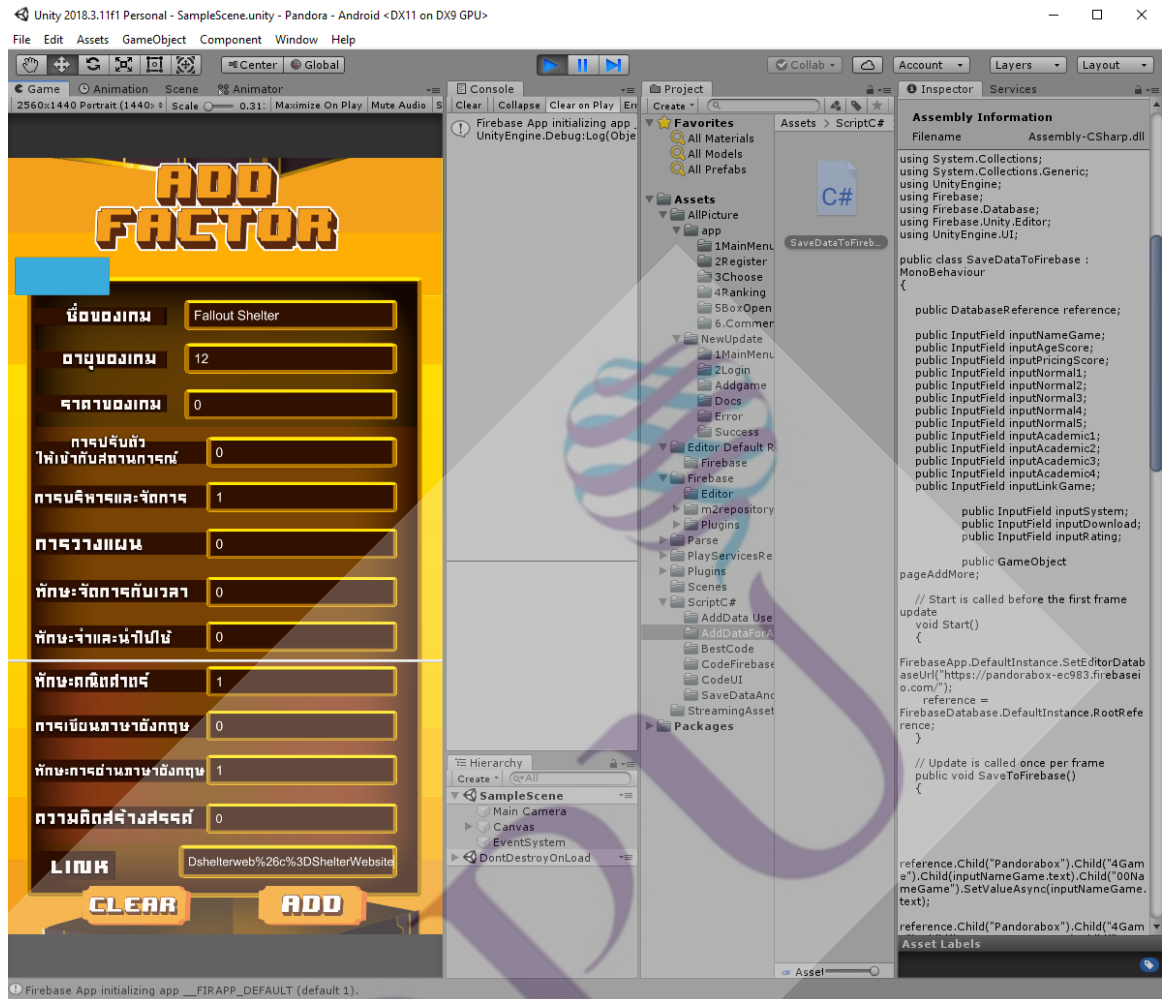 Unity 2018.3.11f1 Personal - SampleScene.unity - Pandora - Android <DX11 on DX9 GPU>
File Edit Assets GameObject Component Window Help
Center Global
Collab Account Layers Layout
Game Animation Scene Animator
2560x1440 Portrait (1440x Scale 0.31: Maximize On Play Mute Audio S
ADD
FACTOR
ชื่อของเกม Fallout Shelter
อายุของเกม 12
ราคาของเกม 0
การปรับตัว
ให้เข้ากับสถานการณ์ 0
การบริหารและจัดการ 1
การวางแผน 0
ทักษะจัดการกับเวลา 0
ทักษะจำและนำไปใช้ 0
ทักษะคณิตศาตร์ 1
การเขียนภาษาอังกฤษ 0
ทักษะการอ่านภาษาอังกฤษ 1
ความคิดสร้างสรรค์ 0
LINK Dshelterweb%26c%3DShelterWebsite
CLEAR ADD
Console
Clear Collapse Clear on Play Err
Firebase App initializing app _
UnityEngine.Debug:Log(Obje
Hierarchy
Create All
SampleScene
Main Camera
Canvas
EventSystem
DontDestroyOnLoad
Project
Create
Favorites
All Materials
All Models
All Prefabs
Assets
AllPicture
app
1MainMenu
2Register
3Choose
4Ranking
5BoxOpen
6.Commer
NewUpdate
1MainMenu
2Login
Addgame
Docs
Error
Success
Editor Default R
Firebase
Firebase
Editor
m2repository
Plugins
Parse
PlayServicesRe
Plugins
Scenes
ScriptC#
AddData Use
AddDataForA
BestCode
CodeFirebase
CodeUI
SaveDataAnd
StreamingAsset
Packages
Assets > ScriptC#
C#
SaveDataToFireb...
Asset
Inspector Services
Assembly Information
Filename Assembly-CSharp.dll
using System.Collections;
using System.Collections.Generic;
using UnityEngine;
using Firebase;
using Firebase.Database;
using Firebase.Unity.Editor;
using UnityEngine.UI;
public class SaveDataToFirebase :
MonoBehaviour
{
public DatabaseReference reference;
public InputField inputNameGame;
public InputField inputAgeScore;
public InputField inputPricingScore;
public InputField inputNormal1;
public InputField inputNormal2;
public InputField inputNormal3;
public InputField inputNormal4;
public InputField inputNormal5;
public InputField inputAcademic1;
public InputField inputAcademic2;
public InputField inputAcademic3;
public InputField inputAcademic4;
public InputField inputLinkGame;
public InputField inputSystem;
public InputField inputDownload;
public InputField inputRating;
public GameObject
pageAddMore;
// Start is called before the first frame
update
void Start()
{
FirebaseApp.DefaultInstance.SetEditorDatab
aseUrl("https://pandorabox-ec983.firebasei
o.com/");
reference =
FirebaseDatabase.DefaultInstance.RootRefe
rence;
}
// Update is called once per frame
public void SaveToFirebase()
{
reference.Child("Pandorabox").Child("4Gam
e").Child(inputNameGame.text).Child("00Na
meGame").SetValueAsync(inputNameGame.
text);
reference.Child("Pandorabox").Child("4Gam
Asset Labels
Firebase App initializing app __FIRAPP_DEFAULT (default 1).